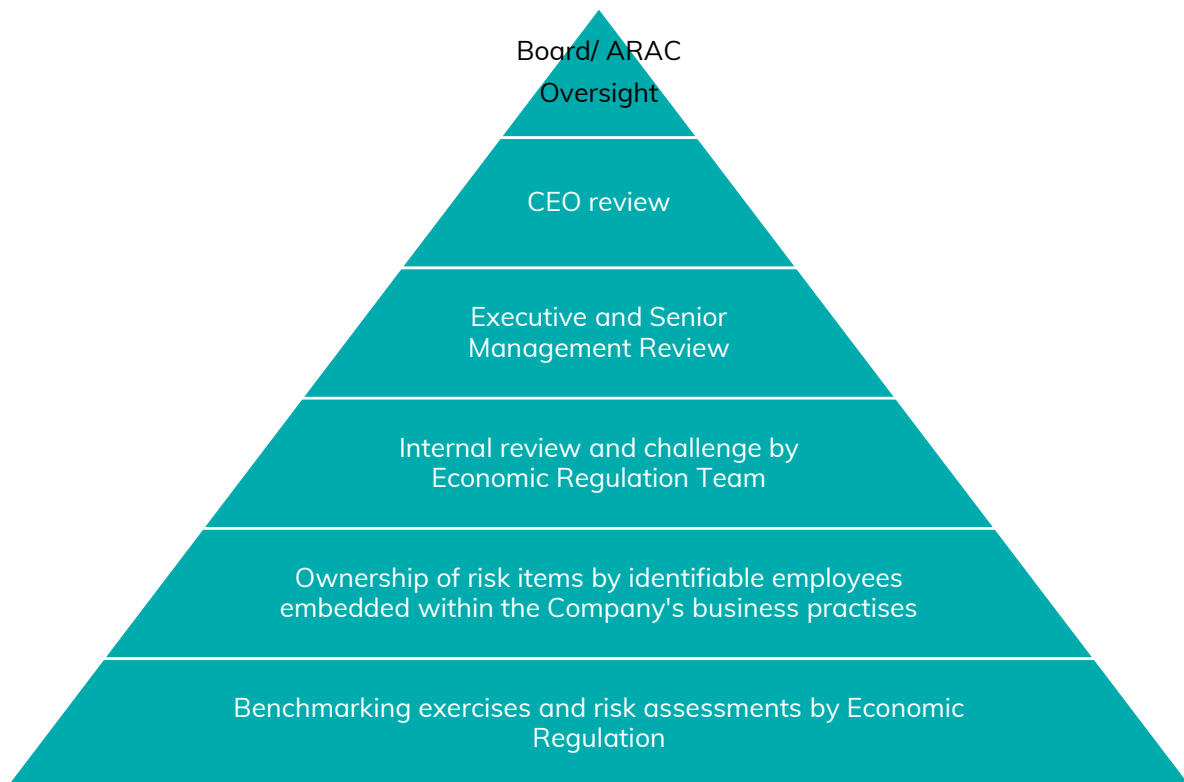 Board/ ARAC
Oversight
CEO review
Executive and Senior
Management Review
Internal review and challenge by
Economic Regulation Team
Ownership of risk items by identifiable employees
embedded within the Company's business practises
Benchmarking exercises and risk assessments by Economic
Regulation